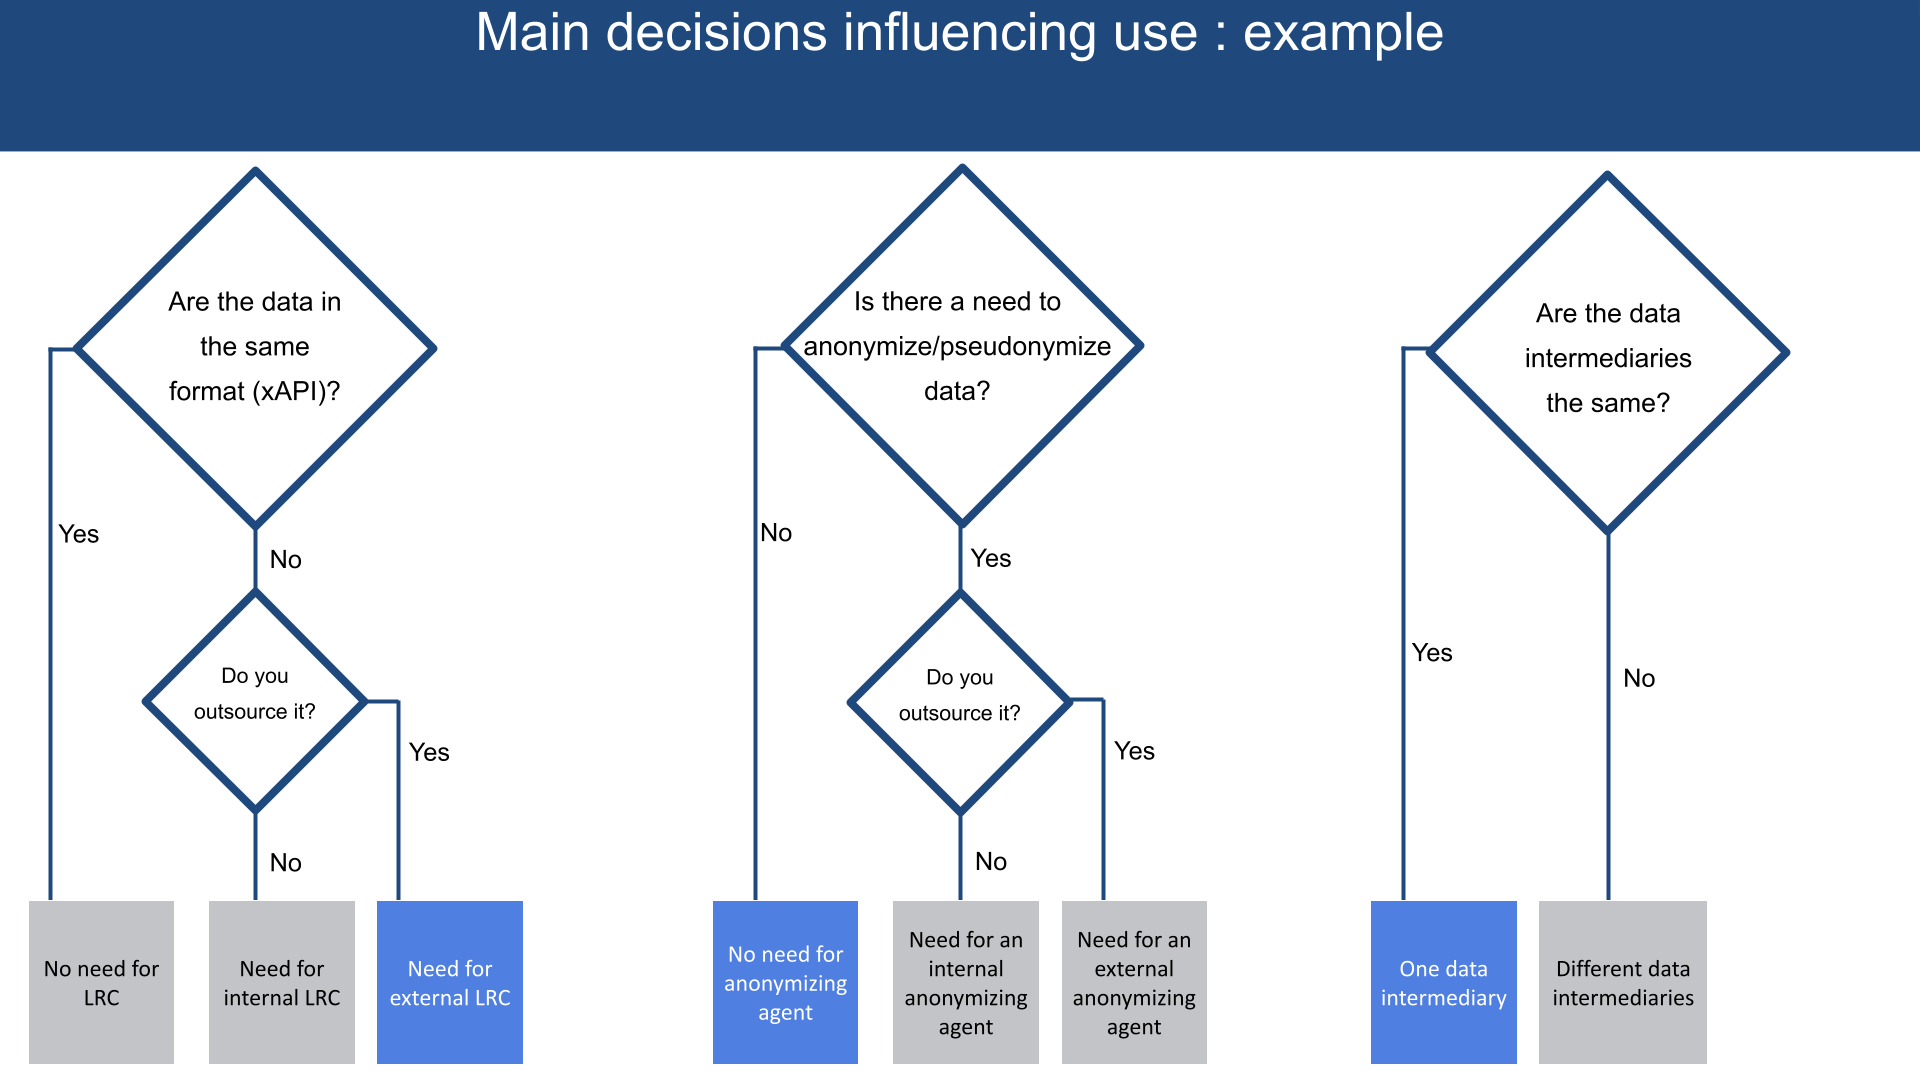 Main decisions influencing use : example
Are the data in
the same
format (xAPI)?
Yes
No
Do you
outsource it?
Yes
No
No need for
LRC
Need for
internal LRC
Need for
external LRC
Is there a need to
anonymize/pseudonymize
data?
No
Yes
Do you
outsource it?
Yes
No
No need for
anonymizing
agent
Need for an
internal
anonymizing
agent
Need for an
external
anonymizing
agent
Are the data
intermediaries
the same?
Yes
No
One data
intermediary
Different data
intermediaries